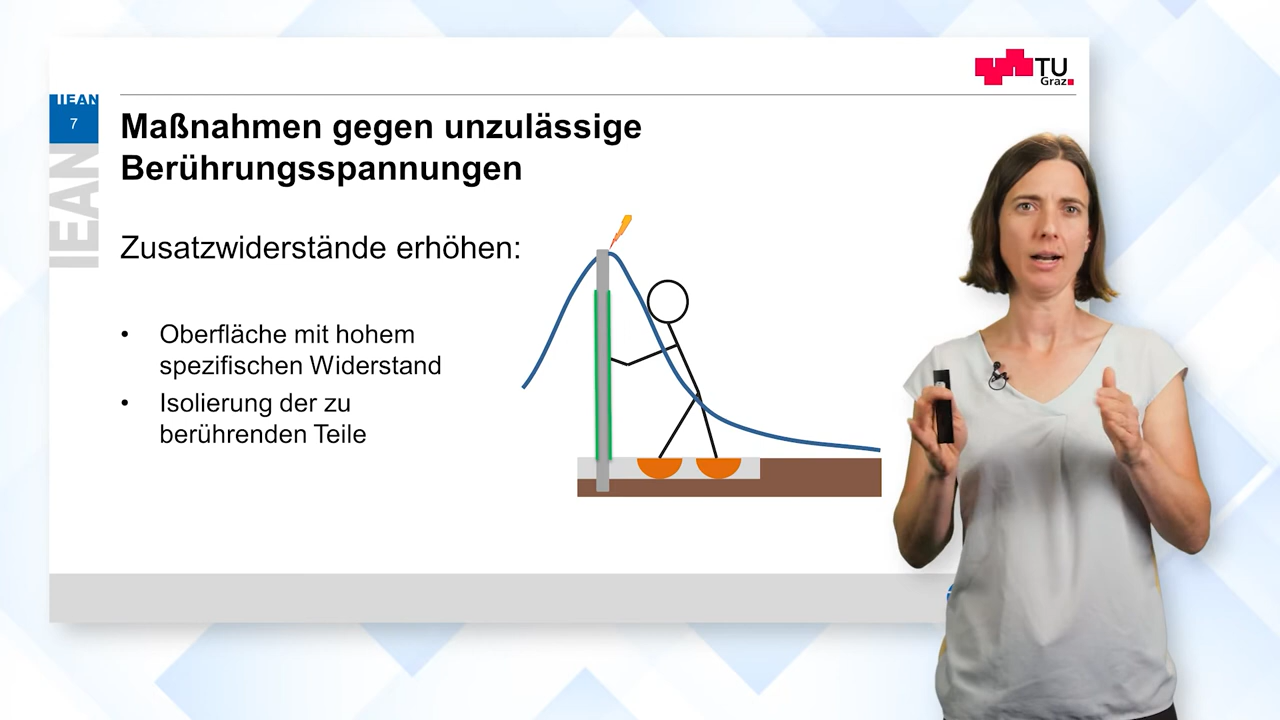 TU
Graz
IEAN
7
IEAN
Maßnahmen gegen unzulässige
Berührungsspannungen
Zusatzwiderstände erhöhen:
• Oberfläche mit hohem
spezifischen Widerstand
• Isolierung der zu
berührenden Teile